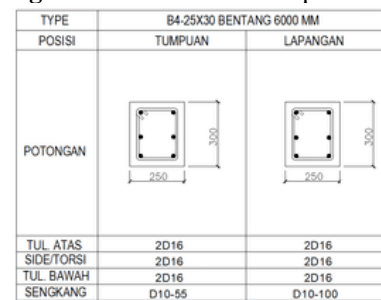 TYPE B4-25X30 BENTANG 6000 MM
POSISI TUMPUAN LAPANGAN
POTONGAN
300 300
250 250
TUL. ATAS 2D16 2D16
SIDE/TORSI 2D16 2D16
TUL. BAWAH 2D16 2D16
SENGKANG D10-55 D10-100